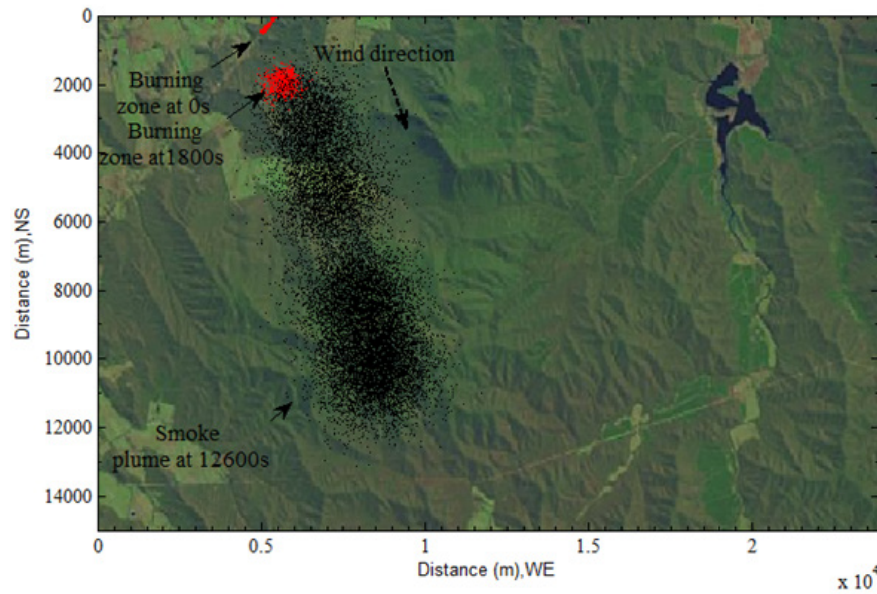 0
2000
4000
6000
8000
10000
12000
14000
Distance (m),NS
Burning
zone at 0s
Burning
zone at1800s
Wind direction
Smoke
plume at 12600s
0
0.5
1
1.5
2
x 10⁴
Distance (m),WE